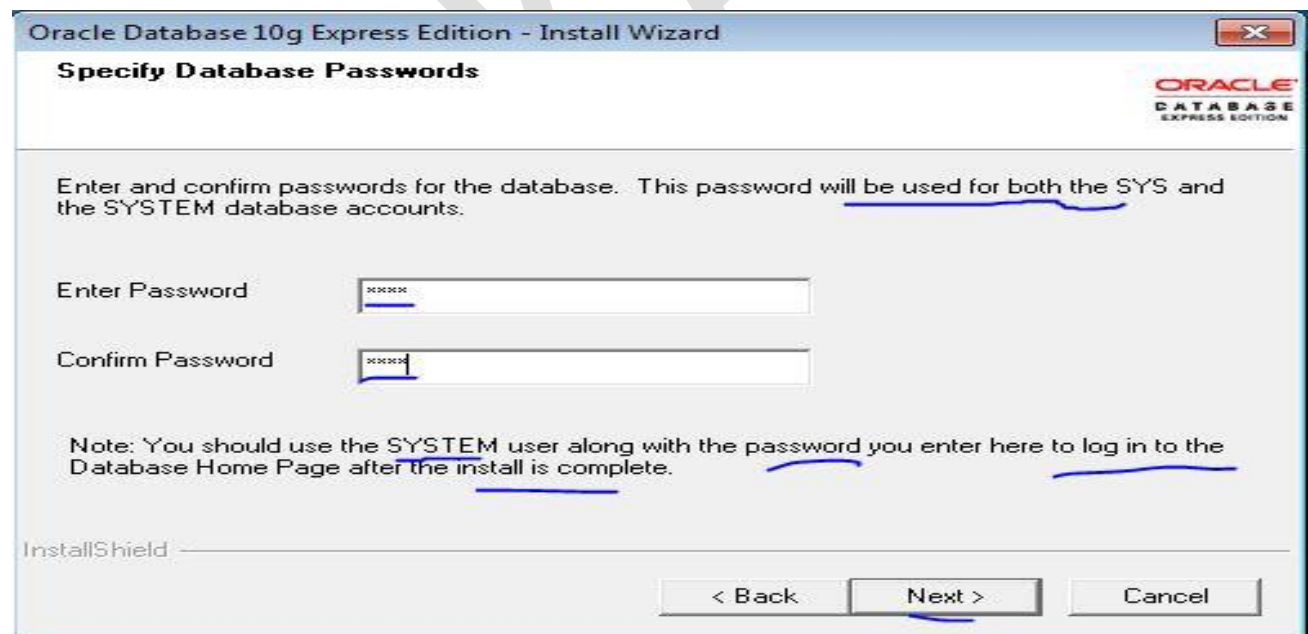 Oracle Database 10g Express Edition - Install Wizard
Specify Database Passwords
ORACLE
DATABASE
EXPRESS EDITION
Enter and confirm passwords for the database. This password will be used for both the SYS and
the SYSTEM database accounts.
Enter Password ****
Confirm Password ****
Note: You should use the SYSTEM user along with the password you enter here to log in to the
Database Home Page after the install is complete.
InstallShield
< Back Next > Cancel